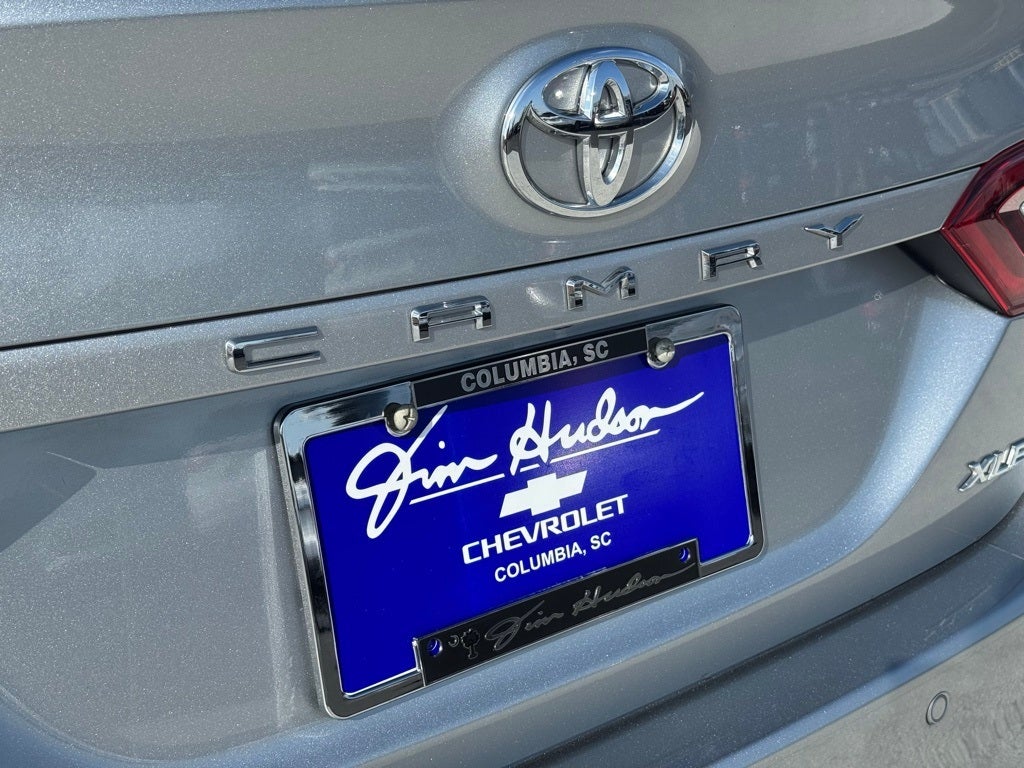 CAMRY
COLUMBIA, SC
Jim Hudson
CHEVROLET
COLUMBIA, SC
Jim Hudson